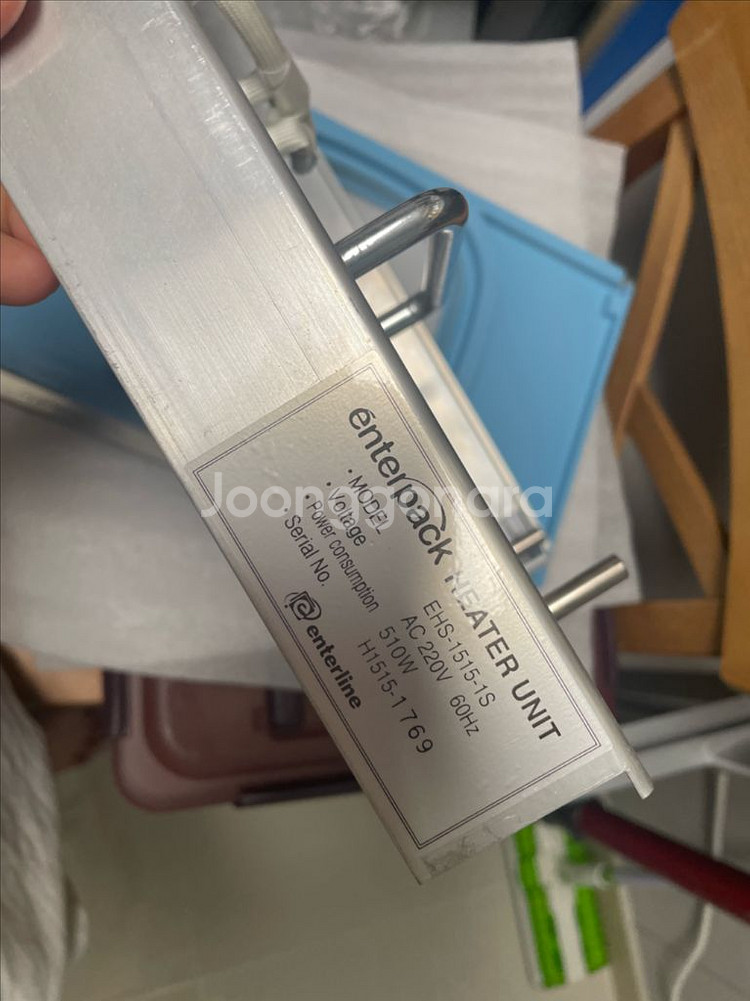 enterpack HEATER UNIT
· MODEL EHS-1515-1S
· Voltage AC 220V 60Hz
· Power consumption 510W
· Serial No. H1515-1769
enterline
Joonggonara